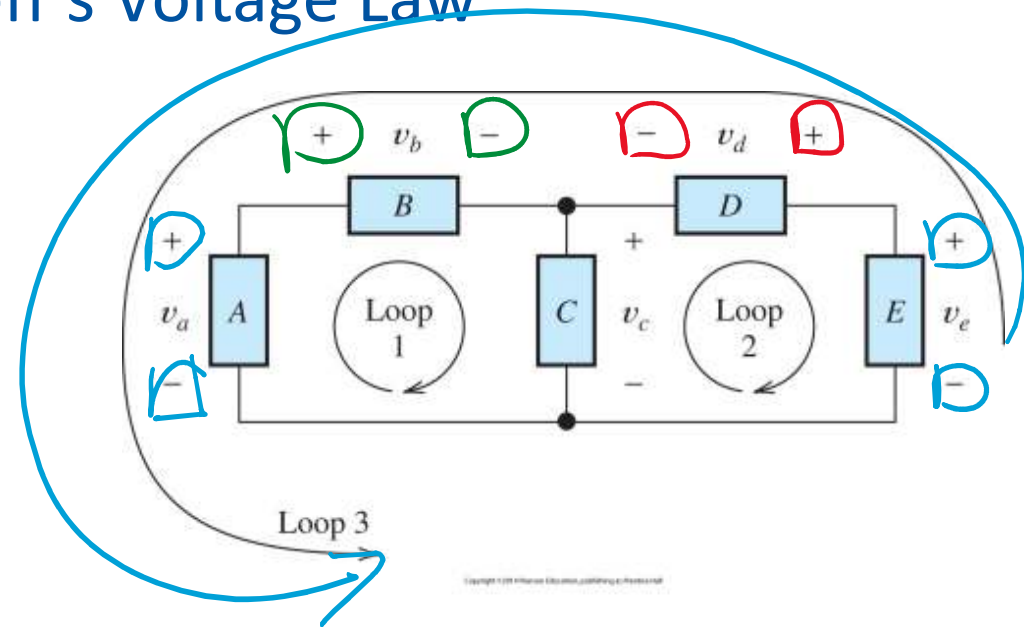 's Voltage Law
+ v_b − − v_d +
B D
+ + +
v_a A Loop 1 C v_c Loop 2 E v_e
− − −
Loop 3